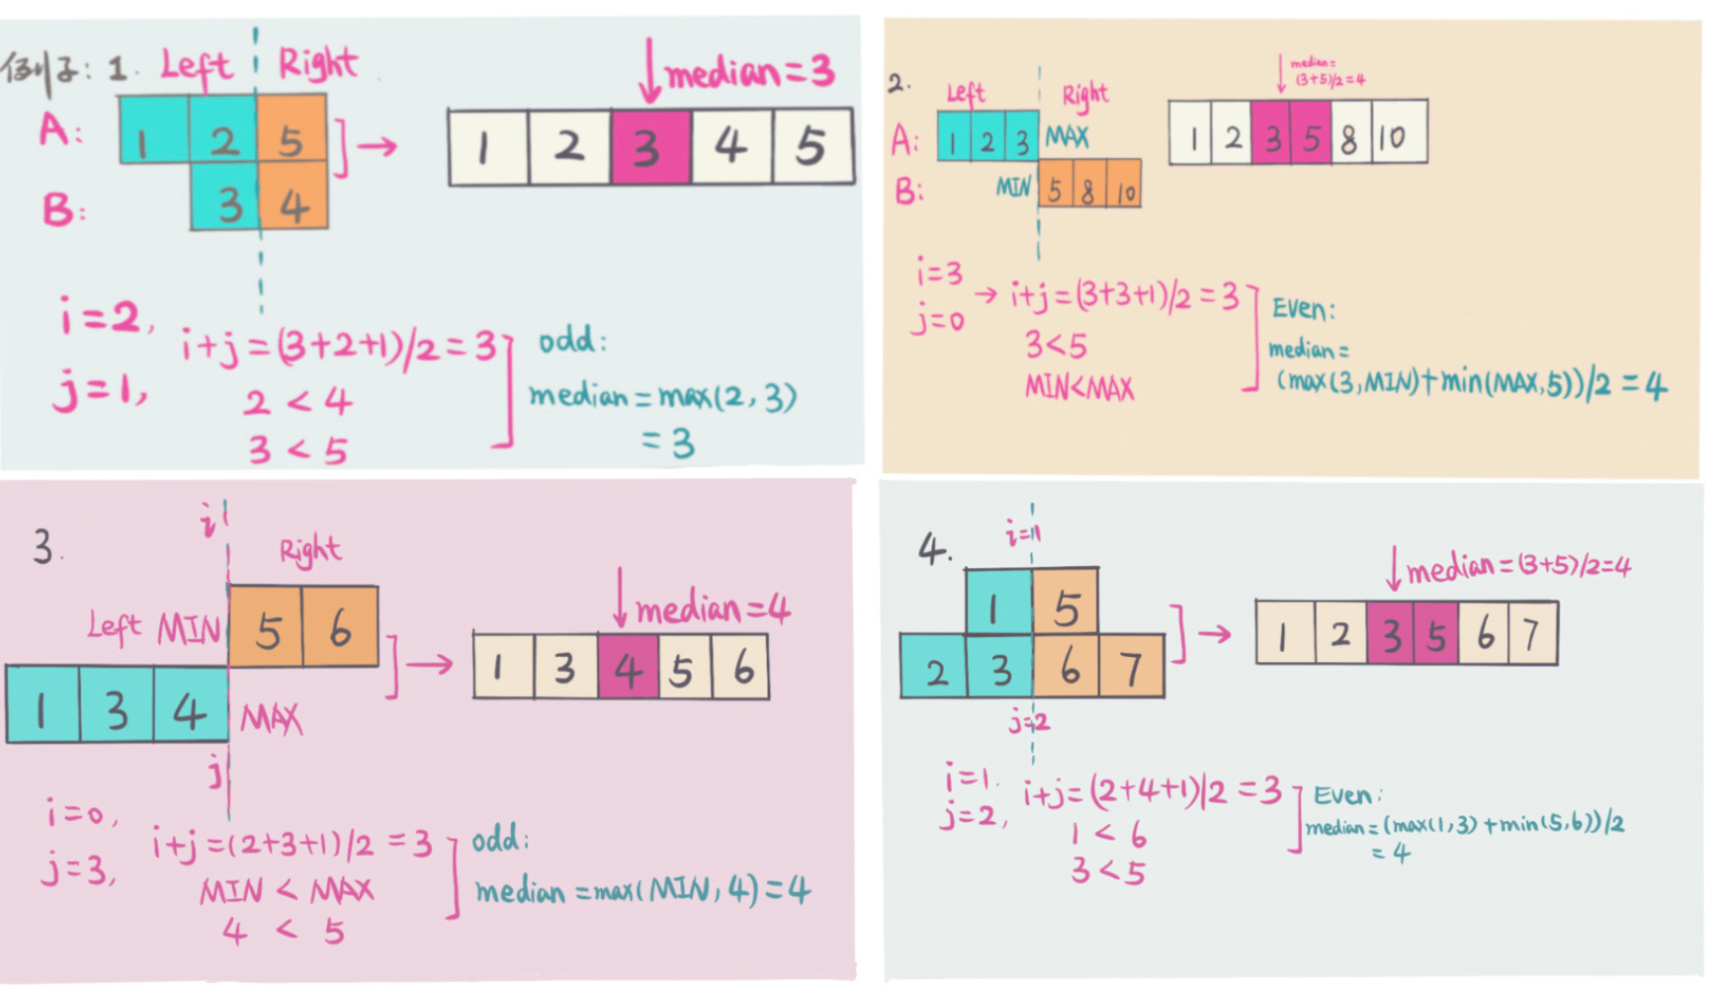 例子: 1. Left Right
median=3
A: 1 2 5
1 2 3 4 5
B: 3 4
i=2,
j=1,
i+j=(3+2+1)/2=3
2 < 4
3 < 5
odd:
median=max(2,3)
=3
2.
Left Right
median=
(3+5)/2=4
A: 1 2 3 MAX
1 2 3 5 8 10
B: MIN 5 8 10
i=3
j=0
→ i+j=(3+3+1)/2=3
3<5
MIN<MAX
Even:
median=
(max(3,MIN)+min(MAX,5))/2=4
3.
i
Right
Left MIN 5 6
median=4
1 3 4 5 6
1 3 4 MAX
j
i=0,
j=3,
i+j=(2+3+1)/2=3
MIN < MAX
4 < 5
odd:
median=max(MIN,4)=4
4.
i=1
median=(3+5)/2=4
1 5
1 2 3 5 6 7
2 3 6 7
j=2
i=1.
j=2,
i+j=(2+4+1)/2=3
1 < 6
3 < 5
Even:
median=(max(1,3)+min(5,6))/2
=4